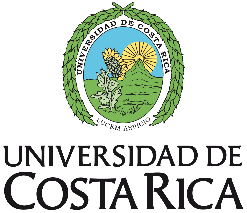 UNIVERSIDAD DE COSTA RICA
LUCEM ASPICIO
UNIVERSIDAD DE
COSTA RICA